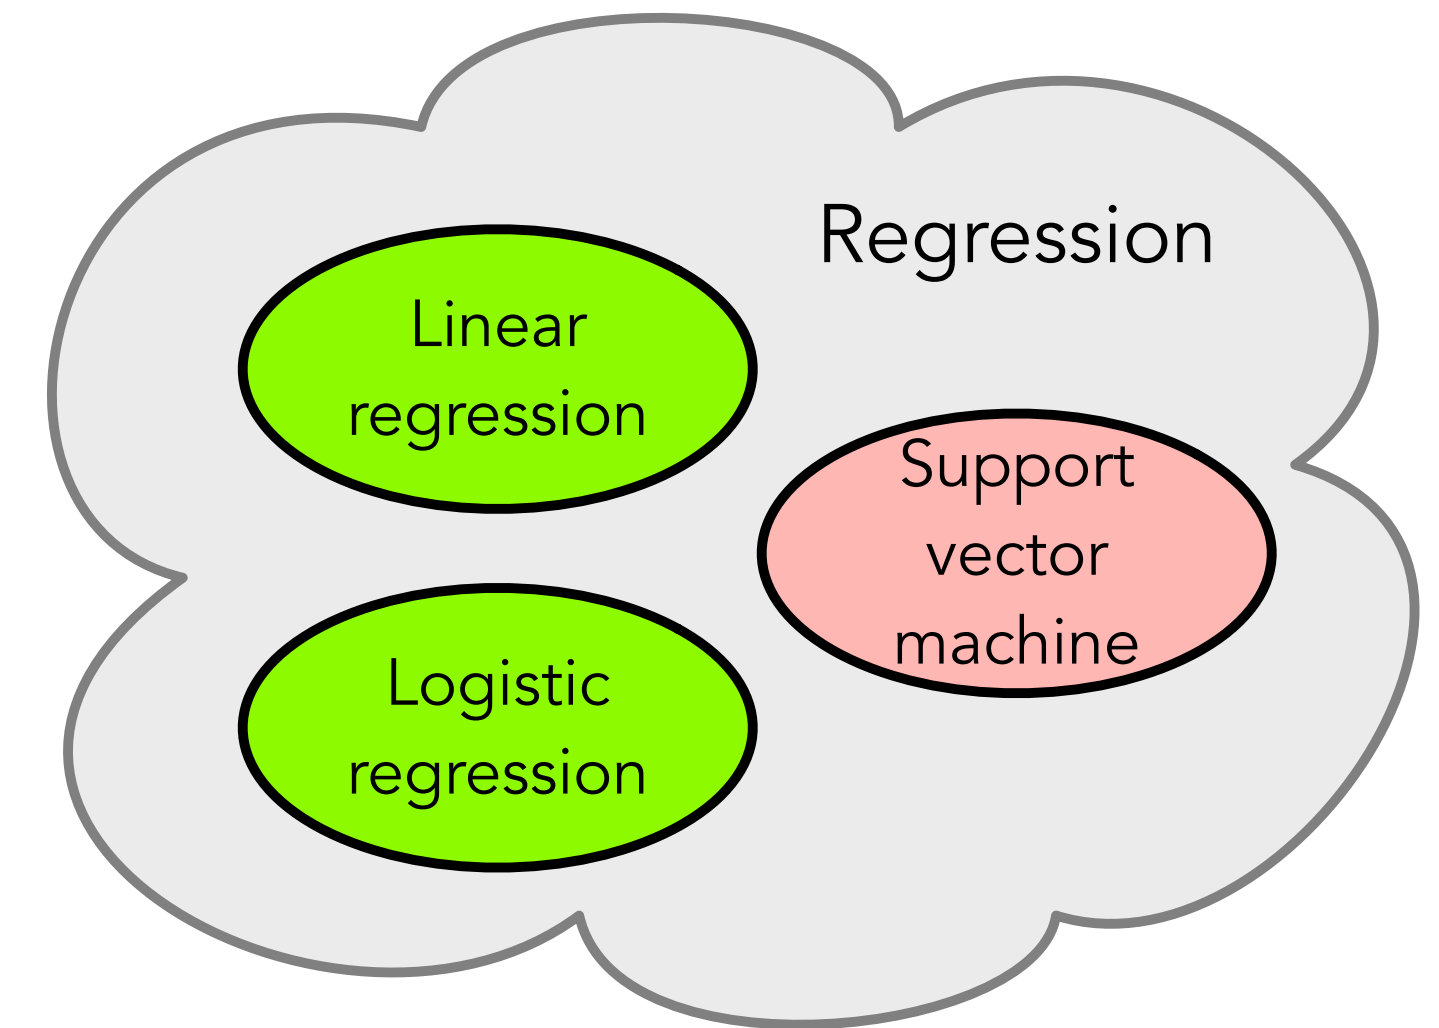 Regression
Linear
regression
Support
vector
machine
Logistic
regression